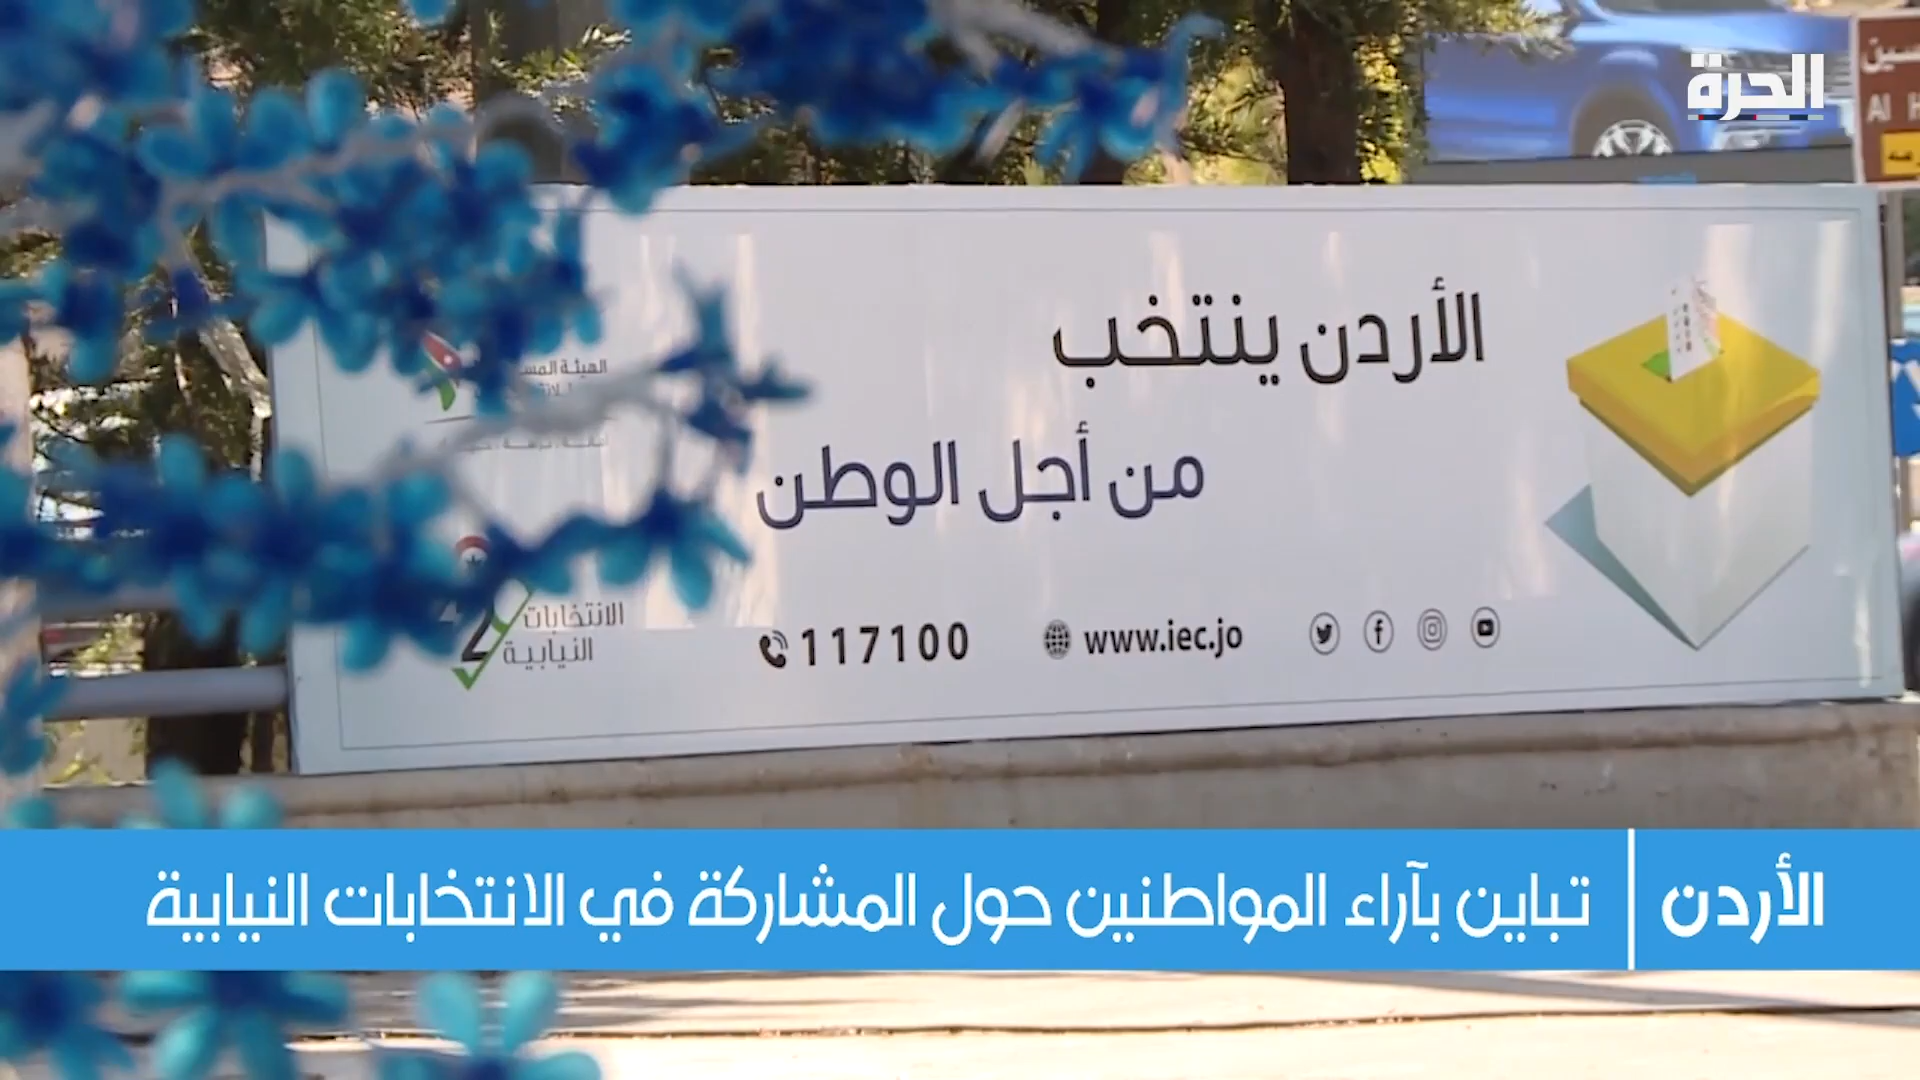 الحرة
الأردن ينتخب
من أجل الوطن
الهيئة
117100
www.iec.jo
الانتخابات
النيابية
الأردن
تباين بآراء المواطنين حول المشاركة في الانتخابات النيابية